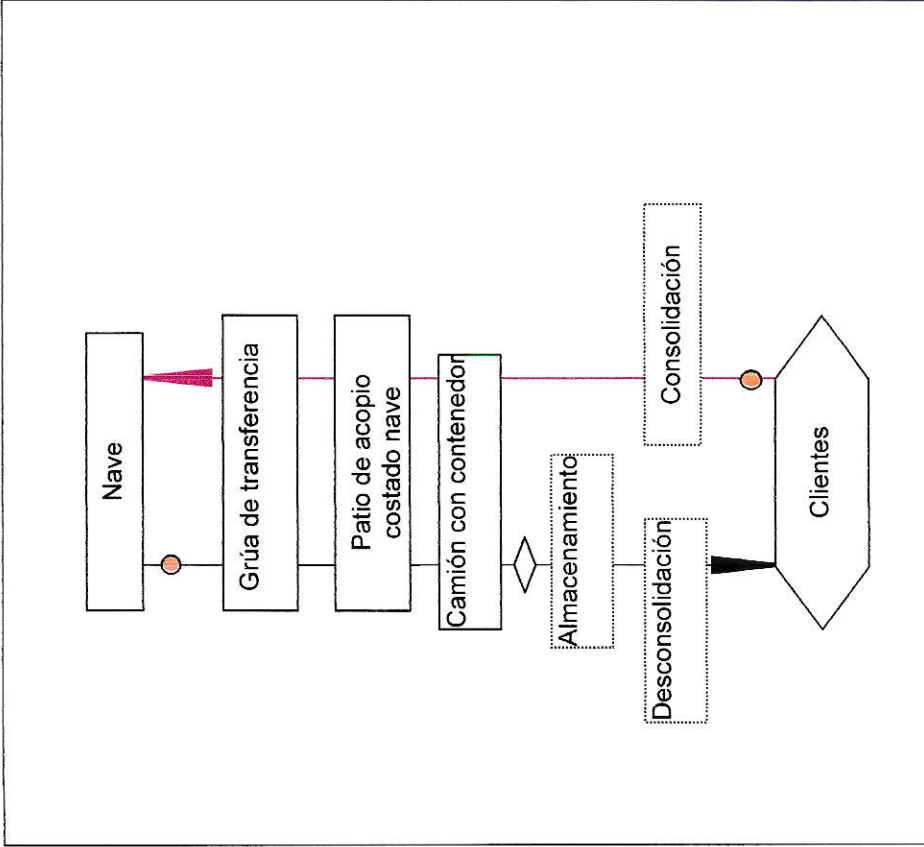 Nave
Grúa de transferencia
Patio de acopio
costado nave
Camión con contenedor
Almacenamiento
Desconsolidación
Consolidación
Clientes